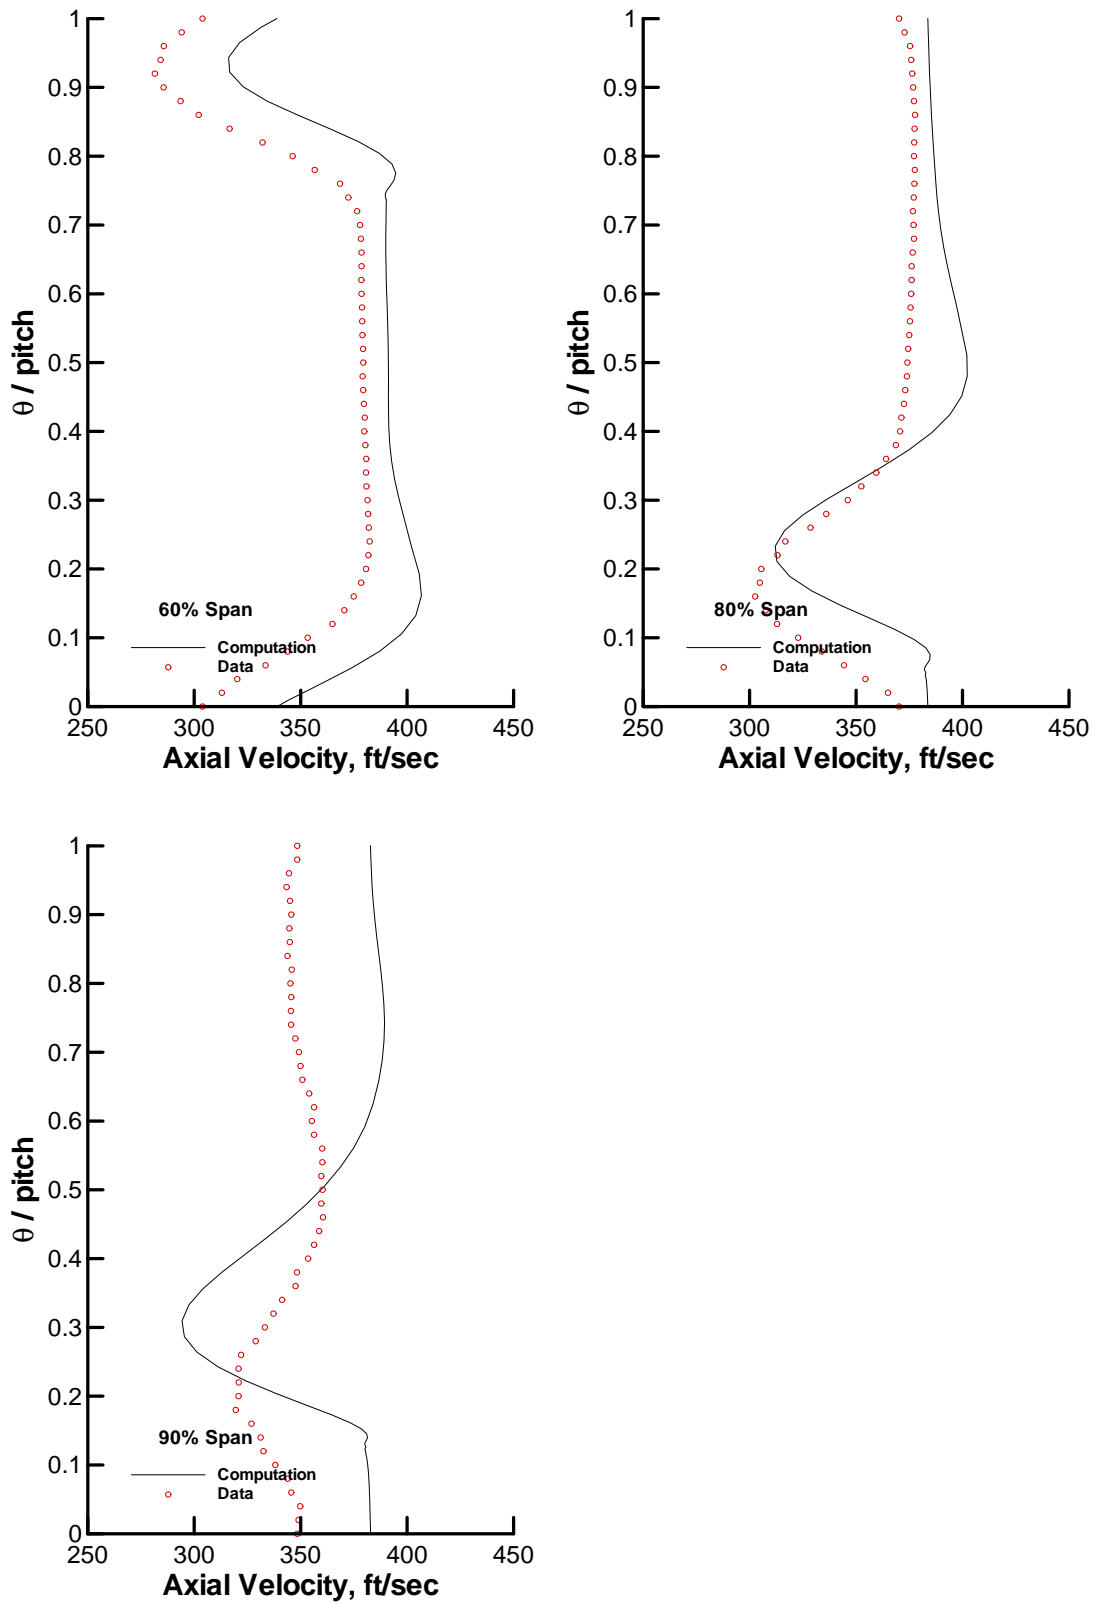 1
0.9
0.8
0.7
0.6
0.5
0.4
0.3
0.2
0.1
0
θ / pitch
60% Span
Computation
Data
250 300 350 400 450
Axial Velocity, ft/sec
1
0.9
0.8
0.7
0.6
0.5
0.4
0.3
0.2
0.1
0
θ / pitch
80% Span
Computation
Data
250 300 350 400 450
Axial Velocity, ft/sec
1
0.9
0.8
0.7
0.6
0.5
0.4
0.3
0.2
0.1
0
θ / pitch
90% Span
Computation
Data
250 300 350 400 450
Axial Velocity, ft/sec